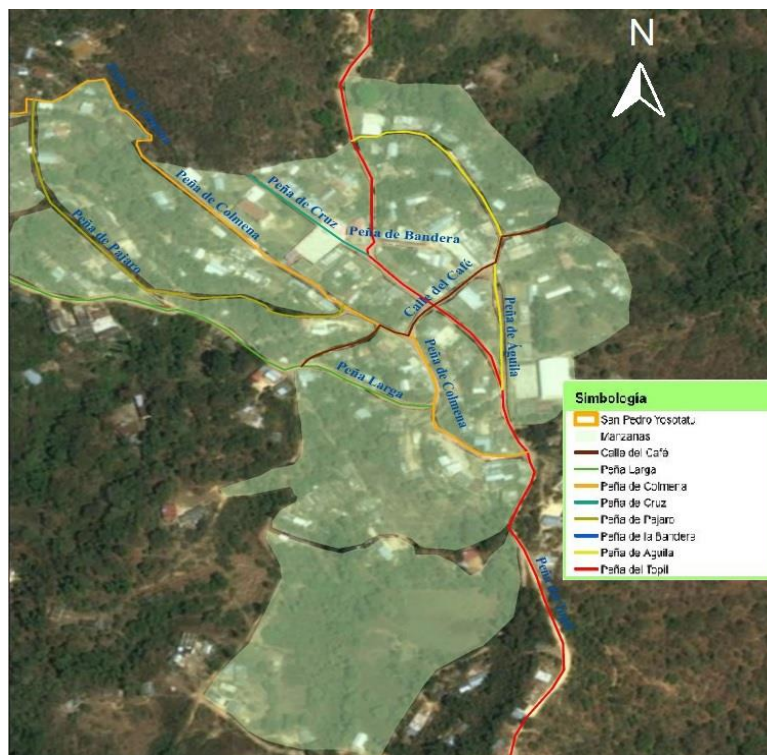 N
Peña de Colmena
Peña de Cruz
Peña de Bandera
Peña de Pajaro
Calle del Café
Peña de Águila
Peña de Colmena
Peña Larga
Simbología
San Pedro Yosotatu
Manzanas
Calle del Café
Peña Larga
Peña de Colmena
Peña de Cruz
Peña de Pajaro
Peña de la Bandera
Peña de Aguila
Peña del Topil